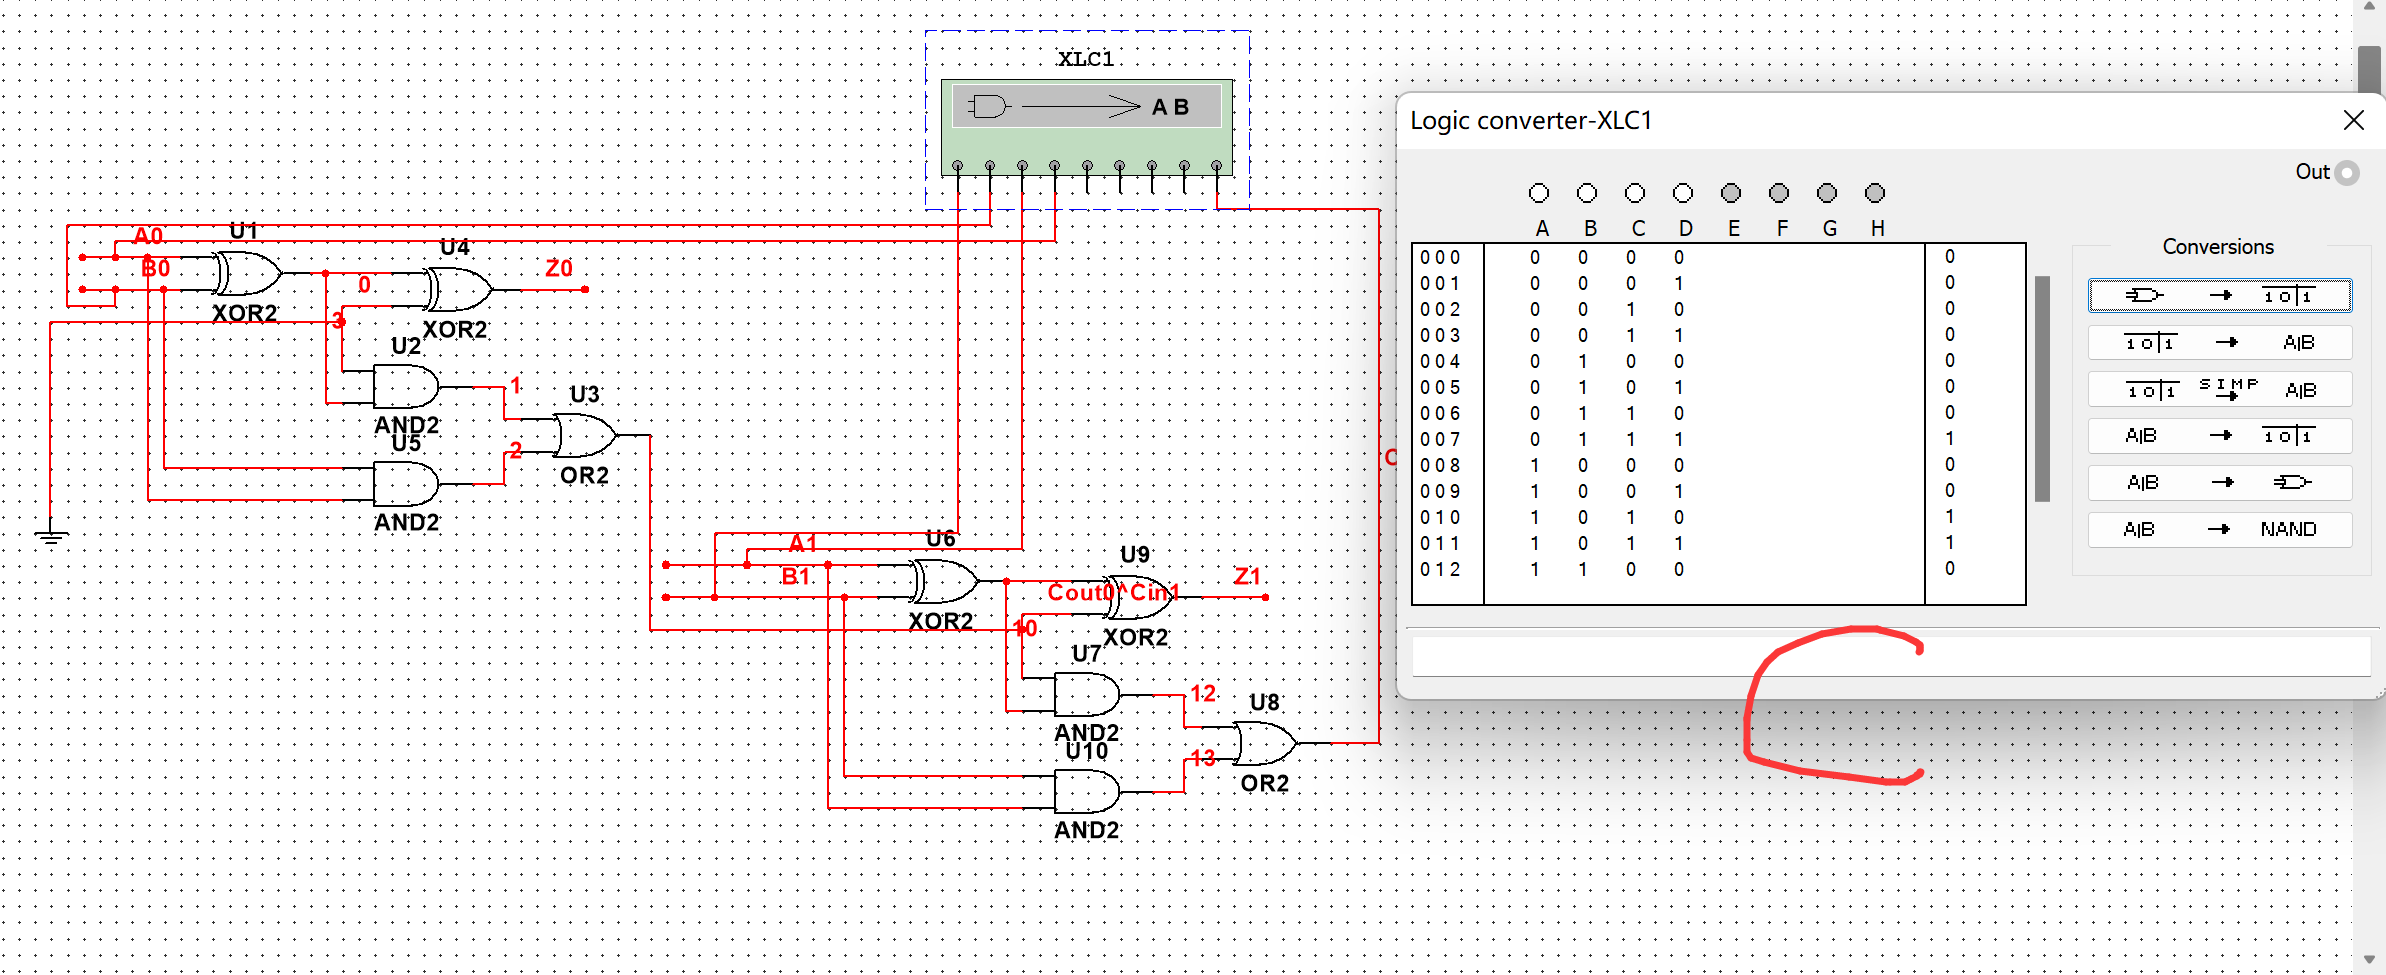 XLC1
A B
A0
U1
B0
XOR2
U4
0
Z0
XOR2
3
U2
AND2
1
U5
AND2
2
U3
OR2
A1
B1
U6
XOR2
U9
Cout0^Cin1
Z1
XOR2
10
U7
AND2
12
U10
AND2
13
U8
OR2
C
Logic converter-XLC1
Out
A B C D E F G H
000 0 0 0 0 0
001 0 0 0 1 0
002 0 0 1 0 0
003 0 0 1 1 0
004 0 1 0 0 0
005 0 1 0 1 0
006 0 1 1 0 0
007 0 1 1 1 1
008 1 0 0 0 0
009 1 0 0 1 0
010 1 0 1 0 1
011 1 0 1 1 1
012 1 1 0 0 0
Conversions
→ 1 0|1
1 0|1 → A|B
1 0|1 SIMP → A|B
A|B → 1 0|1
A|B →
A|B → NAND